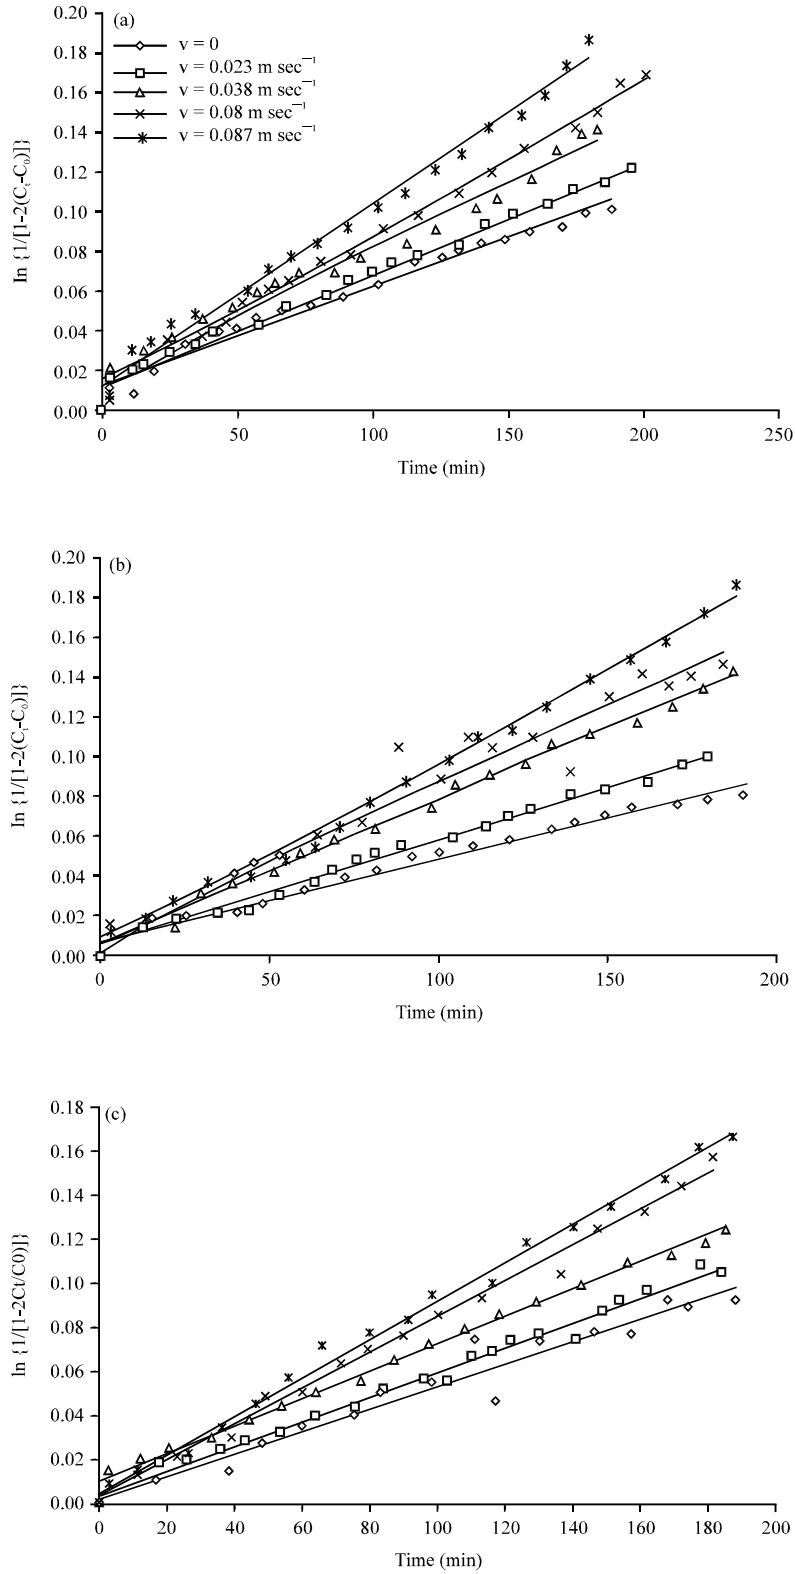 (a)
v = 0
v = 0.023 m sec⁻¹
v = 0.038 m sec⁻¹
v = 0.08 m sec⁻¹
v = 0.087 m sec⁻¹
0.20
0.18
0.16
0.14
0.12
0.10
0.08
0.06
0.04
0.02
0.00
ln {1/[1-2(Cₜ-C₀)]}
0 50 100 150 200 250
Time (min)
(b)
0.20
0.18
0.16
0.14
0.12
0.10
0.08
0.06
0.04
0.02
0.00
ln {1/[1-2(Cₜ-C₀)]}
0 50 100 150 200
Time (min)
(c)
0.18
0.16
0.14
0.12
0.10
0.08
0.06
0.04
0.02
0.00
ln {1/[1-2Ct/C0)]}
0 20 40 60 80 100 120 140 160 180 200
Time (min)